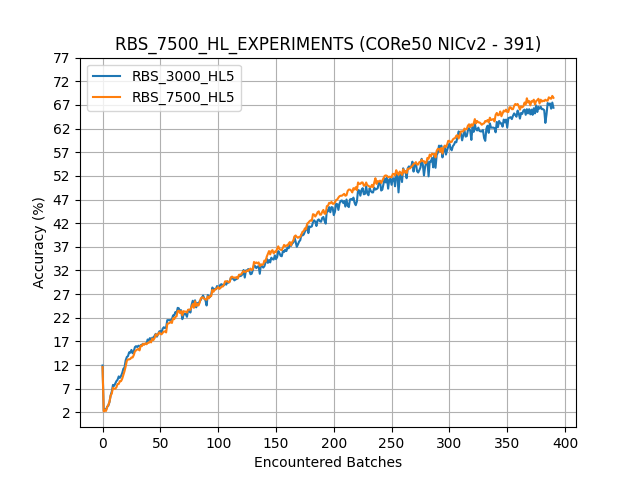 RBS_7500_HL_EXPERIMENTS (CORe50 NICv2 - 391)
RBS_3000_HL5
RBS_7500_HL5
77
72
67
62
57
52
47
42
37
32
27
22
17
12
7
2
Accuracy (%)
0 50 100 150 200 250 300 350 400
Encountered Batches